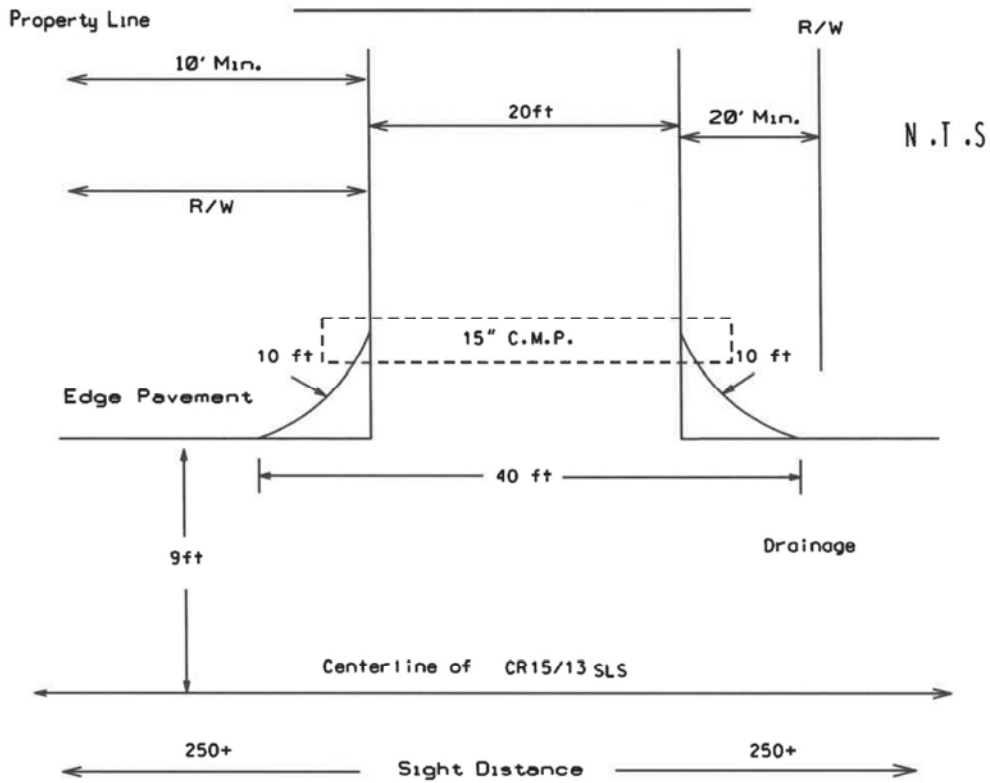 Property Line
R/W
10' Min.
20ft
20' Min.
N.T.S
R/W
15" C.M.P.
10 ft
10 ft
Edge Pavement
40 ft
Drainage
9ft
Centerline of CR15/13 SLS
250+
250+
Sight Distance